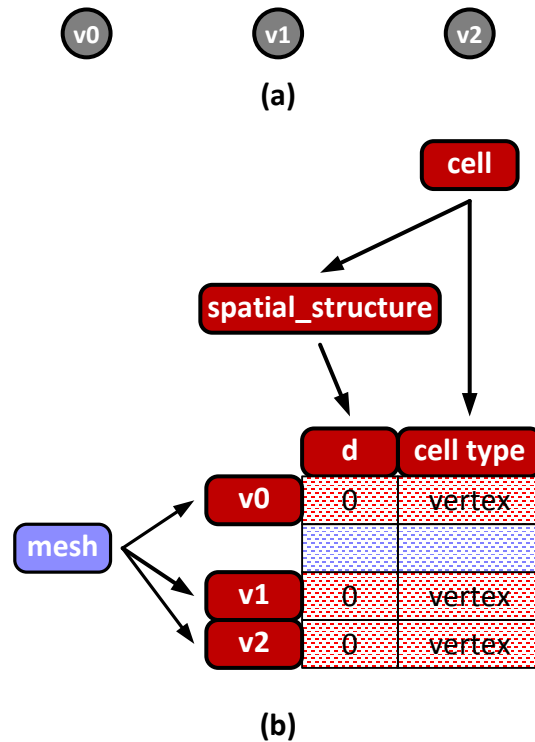 v0 v1 v2
(a)
cell
spatial_structure
d cell type
v0 0 vertex
mesh
v1 0 vertex
v2 0 vertex
(b)